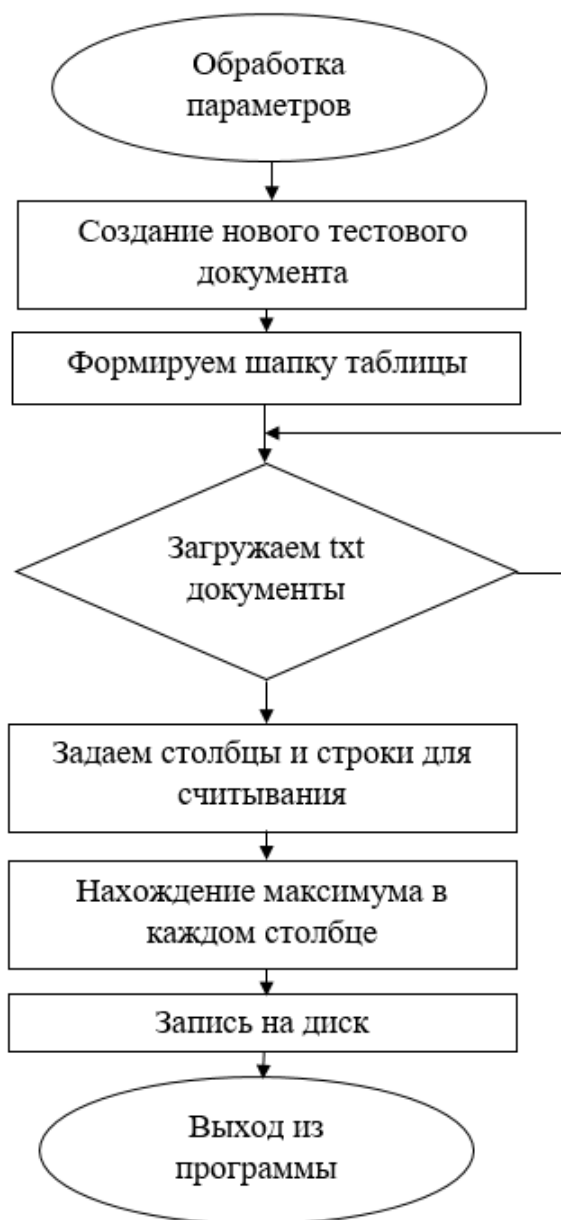 Обработка
параметров
Создание нового тестового
документа
Формируем шапку таблицы
Загружаем txt
документы
Задаем столбцы и строки для
считывания
Нахождение максимума в
каждом столбце
Запись на диск
Выход из
программы